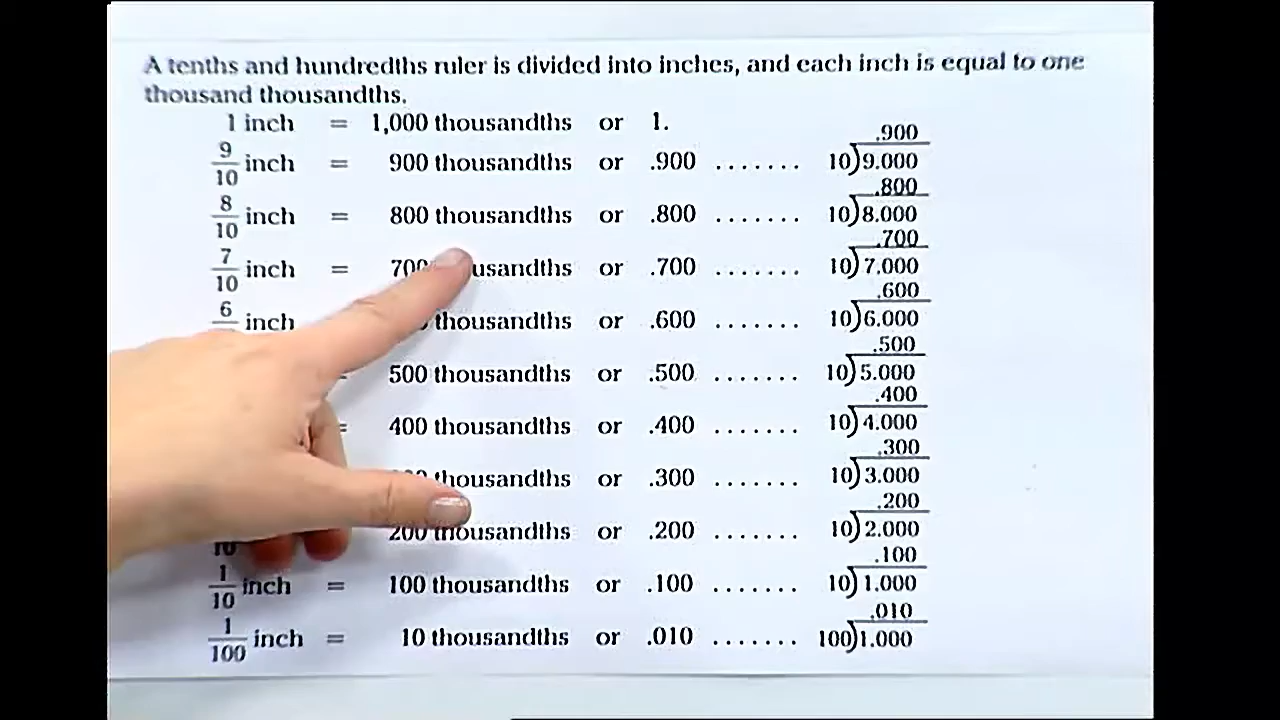 A tenths and hundredths ruler is divided into inches, and each inch is equal to one
thousand thousandths.
1 inch = 1,000 thousandths or 1.
.900
9/10 inch = 900 thousandths or .900 ....... 10)9.000
.800
8/10 inch = 800 thousandths or .800 ....... 10)8.000
.700
7/10 inch = 700 usandths or .700 ....... 10)7.000
.600
6 inch thousandths or .600 ....... 10)6.000
.500
500 thousandths or .500 ....... 10)5.000
.400
= 400 thousandths or .400 ....... 10)4.000
.300
thousandths or .300 ....... 10)3.000
.200
10 200 thousandths or .200 ....... 10)2.000
.100
1/10 inch = 100 thousandths or .100 ....... 10)1.000
.010
1/100 inch = 10 thousandths or .010 ....... 100)1.000